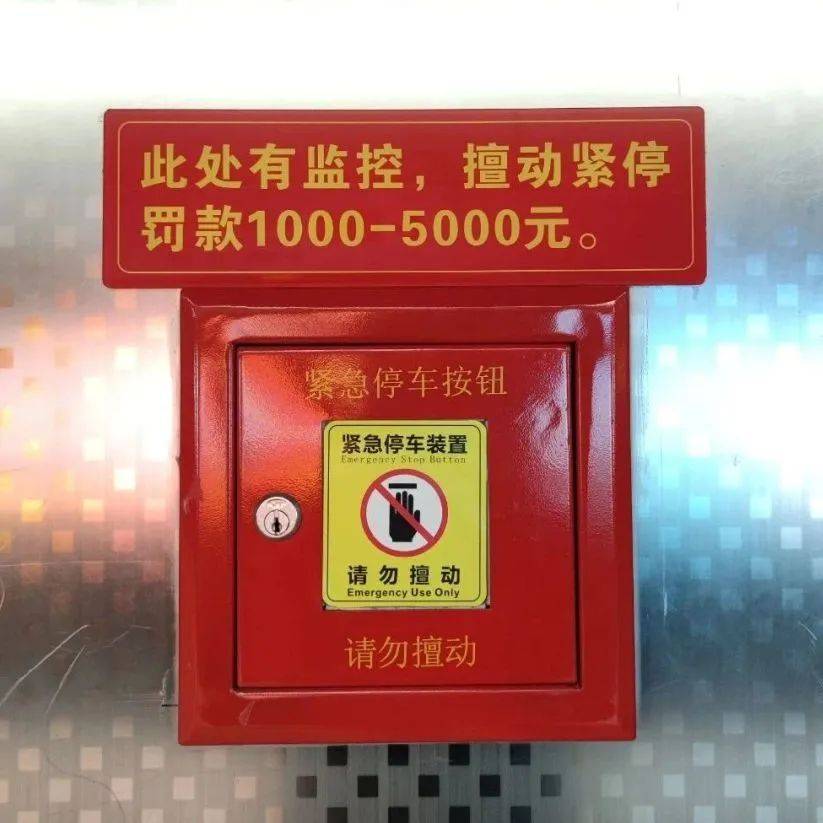 此处有监控，擅动紧停
罚款1000-5000元。
紧急停车按钮
紧急停车装置
Emergency Stop Button
请勿擅动
Emergency Use Only
请勿擅动